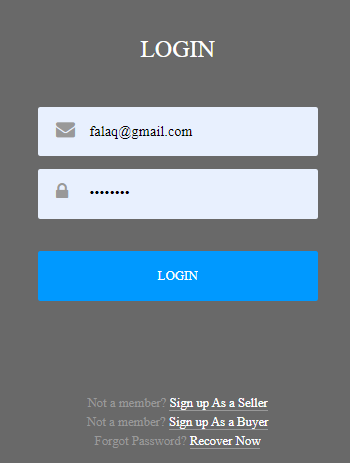 LOGIN
falaq@gmail.com
••••••••
LOGIN
Not a member? Sign up As a Seller
Not a member? Sign up As a Buyer
Forgot Password? Recover Now